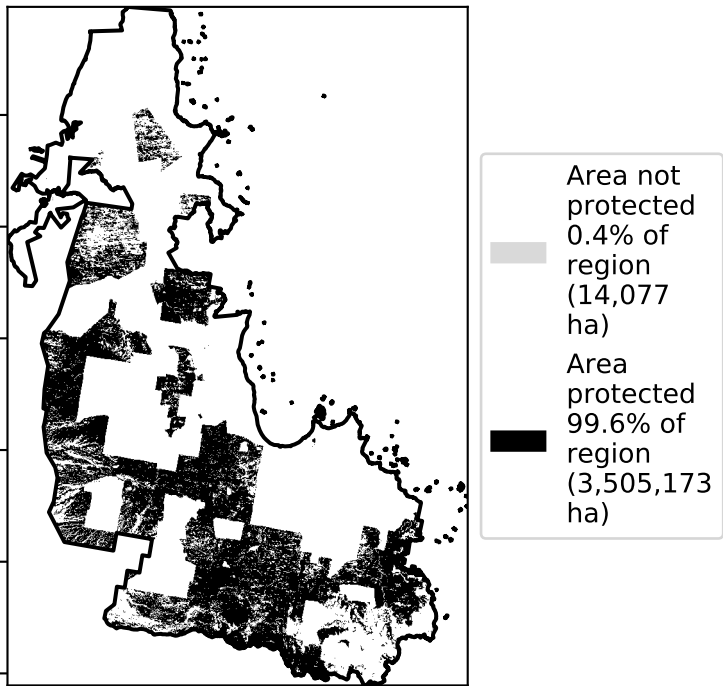 Area not
protected
0.4% of
region
(14,077
ha)
Area
protected
99.6% of
region
(3,505,173
ha)